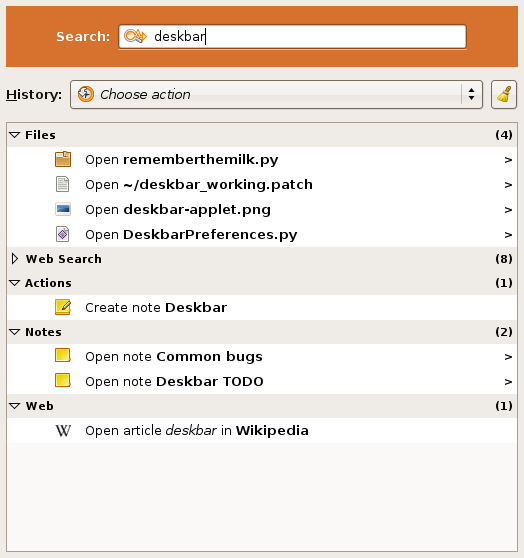 Search: deskbar
History: Choose action
Files (4)
Open rememberthemilk.py >
Open ~/deskbar_working.patch >
Open deskbar-applet.png >
Open DeskbarPreferences.py >
Web Search (8)
Actions (1)
Create note Deskbar
Notes (2)
Open note Common bugs >
Open note Deskbar TODO >
Web (1)
W Open article deskbar in Wikipedia